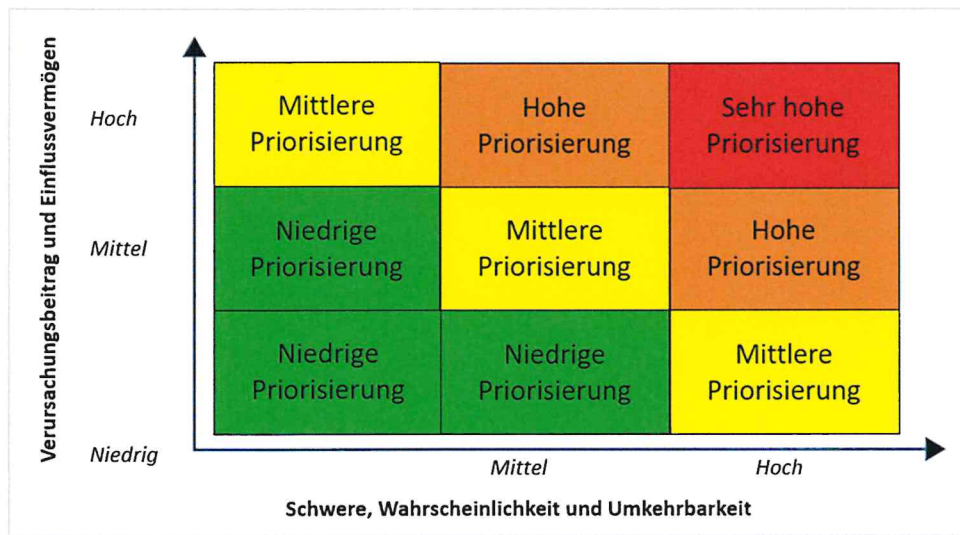 Verursachungsbeitrag und Einflussvermögen
Hoch
Mittlere
Priorisierung
Hohe
Priorisierung
Sehr hohe
Priorisierung
Mittel
Niedrige
Priorisierung
Mittlere
Priorisierung
Hohe
Priorisierung
Niedrige
Priorisierung
Niedrige
Priorisierung
Mittlere
Priorisierung
Niedrig
Mittel
Hoch
Schwere, Wahrscheinlichkeit und Umkehrbarkeit